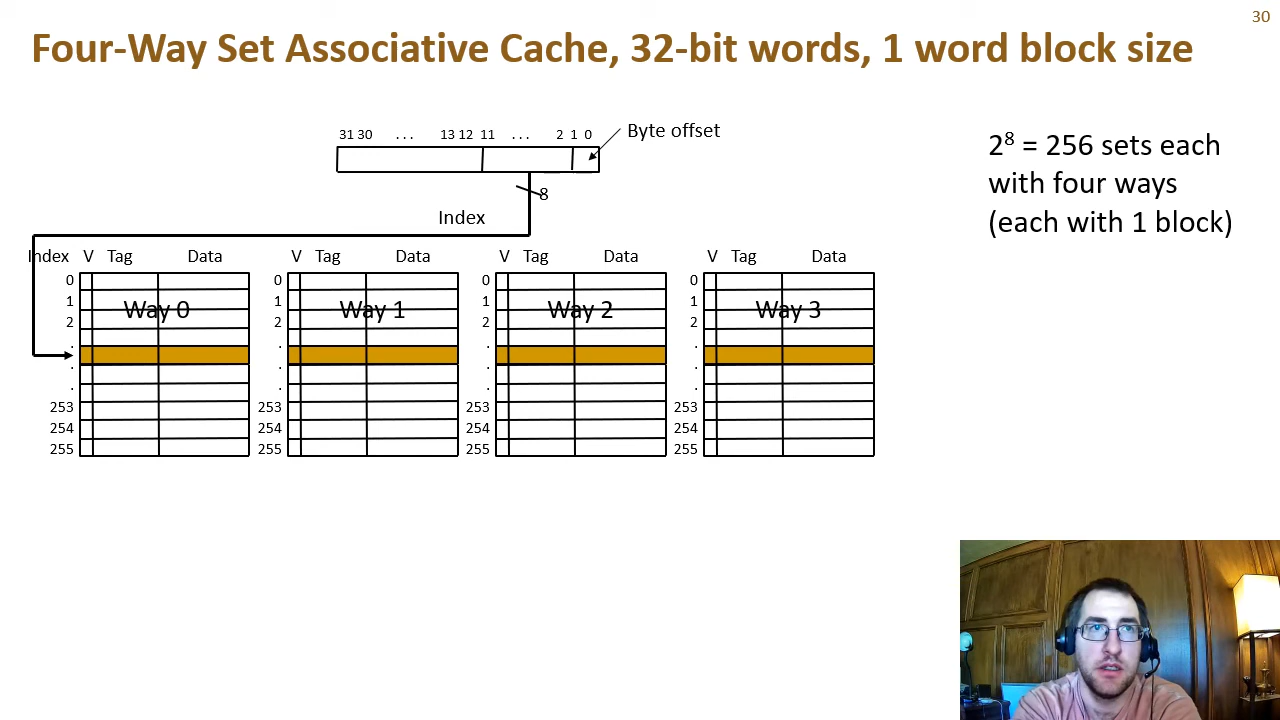 30
Four-Way Set Associative Cache, 32-bit words, 1 word block size
31 30 . . . 13 12 11 . . . 2 1 0
Byte offset
2⁸ = 256 sets each
with four ways
(each with 1 block)
8
Index
Index V Tag Data V Tag Data V Tag Data V Tag Data
0 0 0 0
1 Way 0 1 Way 1 1 Way 2 1 Way 3
2 2 2 2
. . . .
. . . .
. . . .
253 253 253 253
254 254 254 254
255 255 255 255